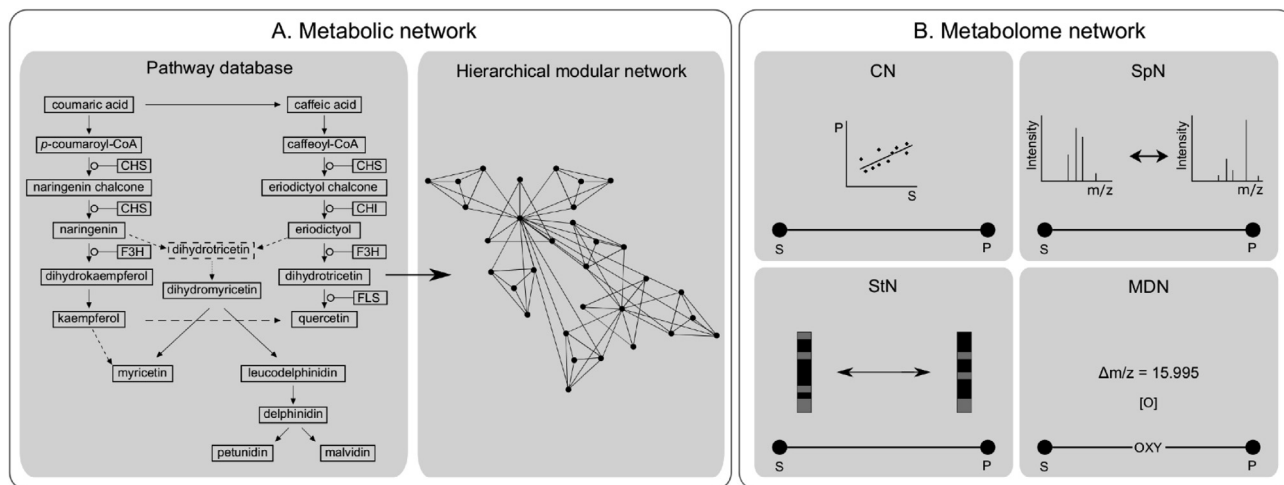 A. Metabolic network
Pathway database
coumaric acid
caffeic acid
p-coumaroyl-CoA
caffeoyl-CoA
CHS
CHS
naringenin chalcone
eriodictyol chalcone
CHS
CHI
naringenin
eriodictyol
dihydrotricetin
F3H
F3H
dihydrokaempferol
dihydrotricetin
dihydromyricetin
FLS
kaempferol
quercetin
myricetin
leucodelphinidin
delphinidin
petunidin
malvidin
Hierarchical modular network
B. Metabolome network
CN
P
S
S
P
SpN
Intensity
m/z
Intensity
m/z
S
P
StN
S
P
MDN
Δm/z = 15.995
[O]
OXY
S
P